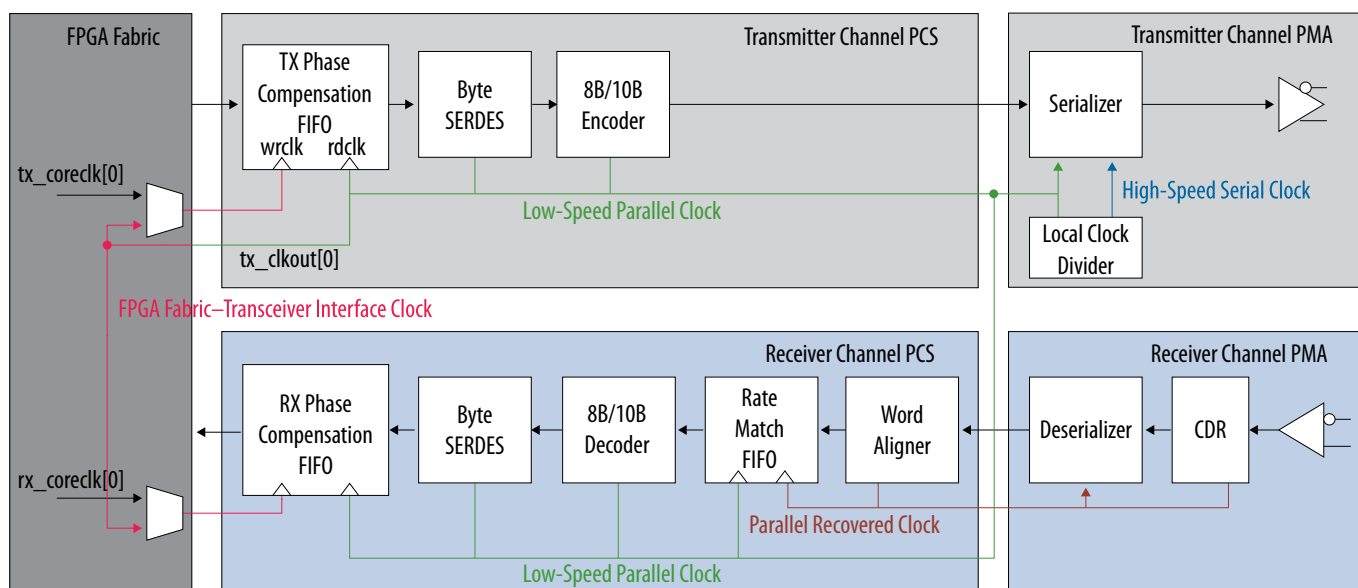 FPGA Fabric
Transmitter Channel PCS
Transmitter Channel PMA
TX Phase
Compensation
FIFO
wrclk
rdclk
Byte
SERDES
8B/10B
Encoder
Serializer
tx_coreclk[0]
High-Speed Serial Clock
Low-Speed Parallel Clock
Local Clock
Divider
tx_clkout[0]
FPGA Fabric–Transceiver Interface Clock
Receiver Channel PCS
Receiver Channel PMA
RX Phase
Compensation
FIFO
Byte
SERDES
8B/10B
Decoder
Rate
Match
FIFO
Word
Aligner
Deserializer
CDR
rx_coreclk[0]
Parallel Recovered Clock
Low-Speed Parallel Clock